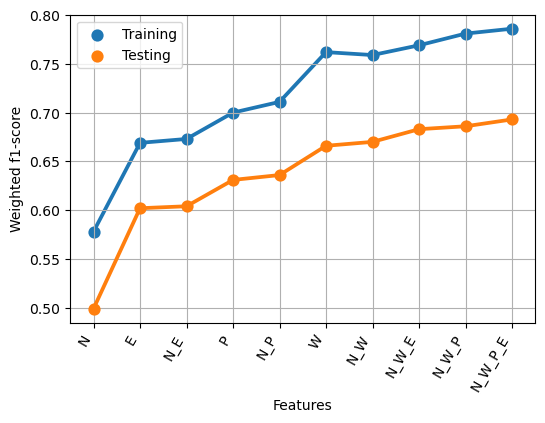 Training
Testing
Weighted f1-score
0.80
0.75
0.70
0.65
0.60
0.55
0.50
N
E
N_E
P
N_P
W
N_W
N_W_E
N_W_P
N_W_P_E
Features